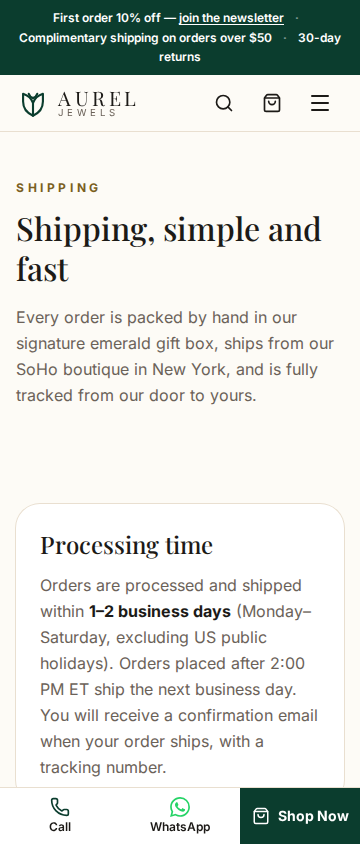 First order 10% off — join the newsletter ·
Complimentary shipping on orders over $50 · 30-day
returns
AUREL
JEWELS
SHIPPING
Shipping, simple and
fast
Every order is packed by hand in our
signature emerald gift box, ships from our
SoHo boutique in New York, and is fully
tracked from our door to yours.
Processing time
Orders are processed and shipped
within 1–2 business days (Monday–
Saturday, excluding US public
holidays). Orders placed after 2:00
PM ET ship the next business day.
You will receive a confirmation email
when your order ships, with a
tracking number.
Call
WhatsApp
Shop Now